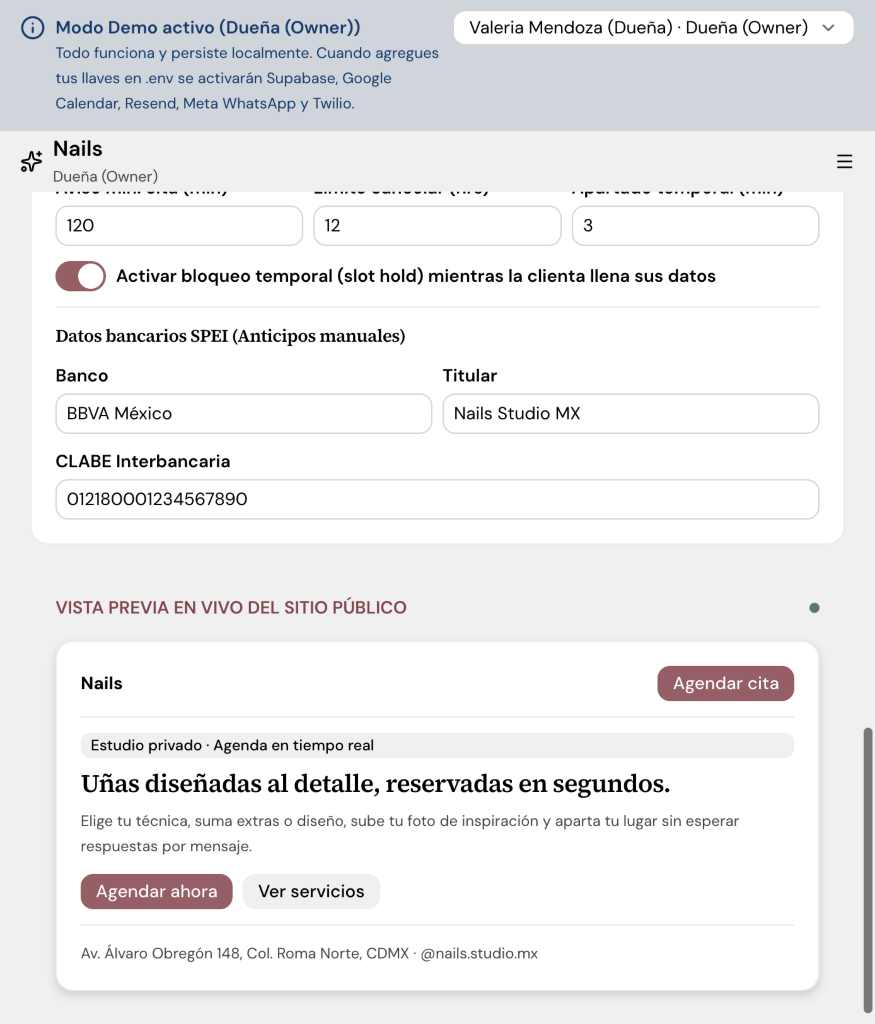 Modo Demo activo (Dueña (Owner))
Todo funciona y persiste localmente. Cuando agregues
tus llaves en .env se activarán Supabase, Google
Calendar, Resend, Meta WhatsApp y Twilio.
Valeria Mendoza (Dueña) · Dueña (Owner)
Nails
Dueña (Owner)
120
12
3
Activar bloqueo temporal (slot hold) mientras la clienta llena sus datos
Datos bancarios SPEI (Anticipos manuales)
Banco
Titular
BBVA México
Nails Studio MX
CLABE Interbancaria
012180001234567890
VISTA PREVIA EN VIVO DEL SITIO PÚBLICO
Nails
Agendar cita
Estudio privado · Agenda en tiempo real
Uñas diseñadas al detalle, reservadas en segundos.
Elige tu técnica, suma extras o diseño, sube tu foto de inspiración y aparta tu lugar sin esperar
respuestas por mensaje.
Agendar ahora
Ver servicios
Av. Álvaro Obregón 148, Col. Roma Norte, CDMX · @nails.studio.mx